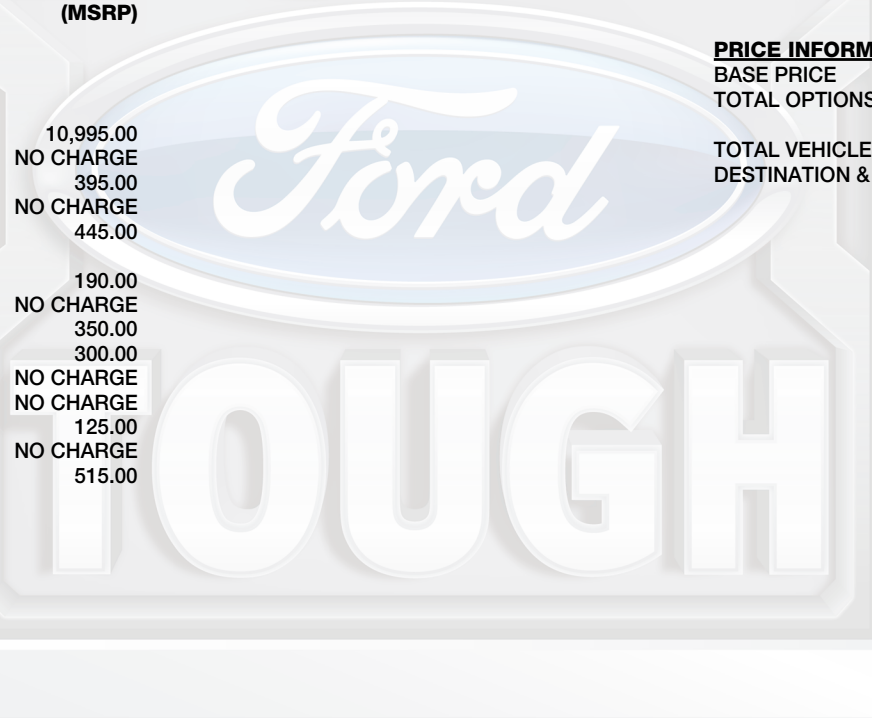 (MSRP)
10,995.00
NO CHARGE
395.00
NO CHARGE
445.00
190.00
NO CHARGE
350.00
300.00
NO CHARGE
NO CHARGE
125.00
NO CHARGE
515.00
PRICE INFORM
BASE PRICE
TOTAL OPTIONS
TOTAL VEHICLE
DESTINATION &
Ford
TOUGH